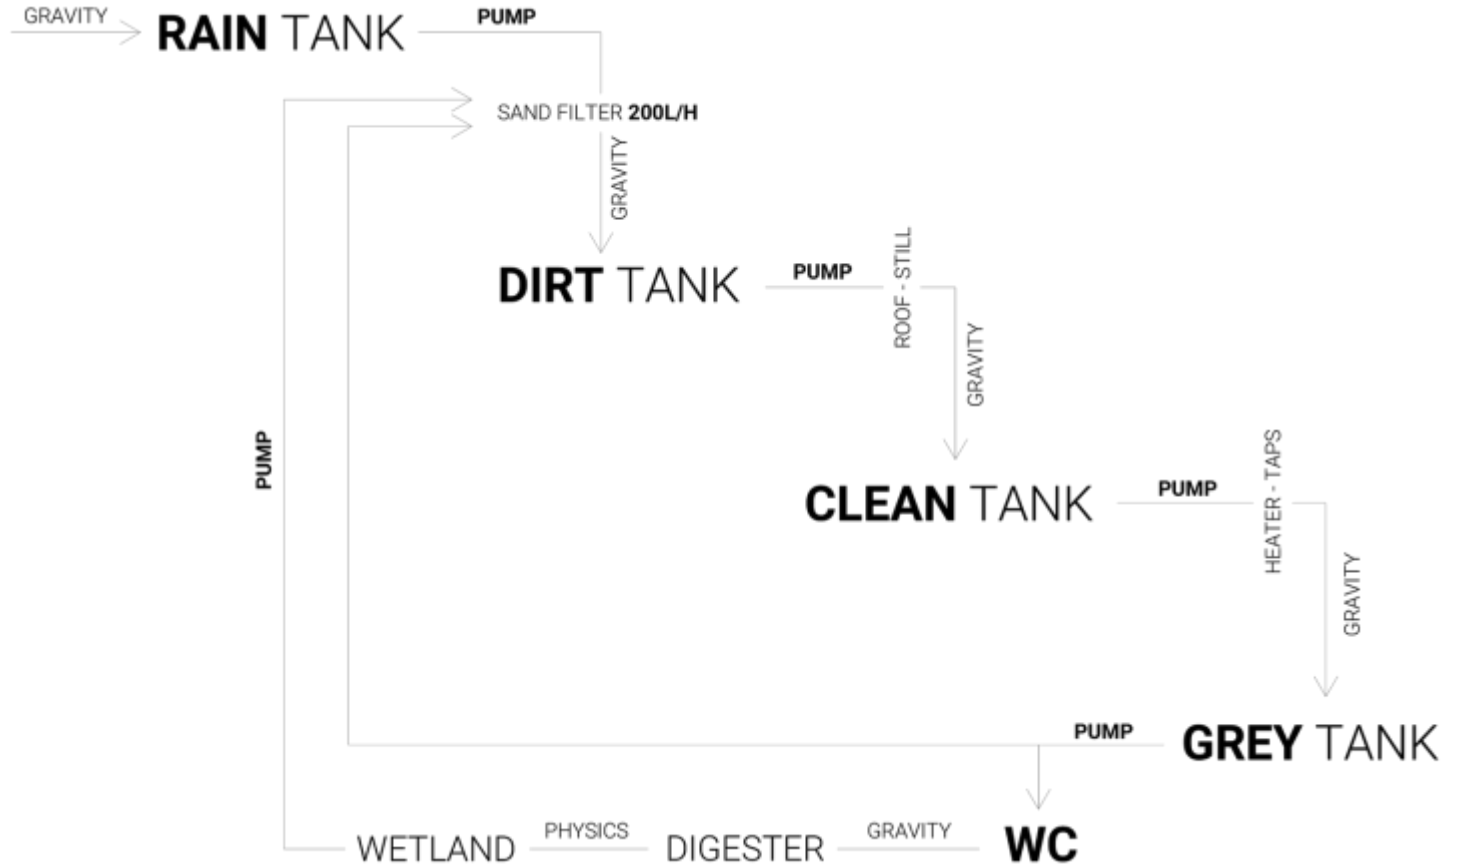 GRAVITY
RAIN TANK
PUMP
SAND FILTER 200L/H
GRAVITY
DIRT TANK
PUMP
ROOF - STILL
GRAVITY
CLEAN TANK
PUMP
HEATER - TAPS
GRAVITY
GREY TANK
PUMP
PUMP
WC
GRAVITY
DIGESTER
PHYSICS
WETLAND